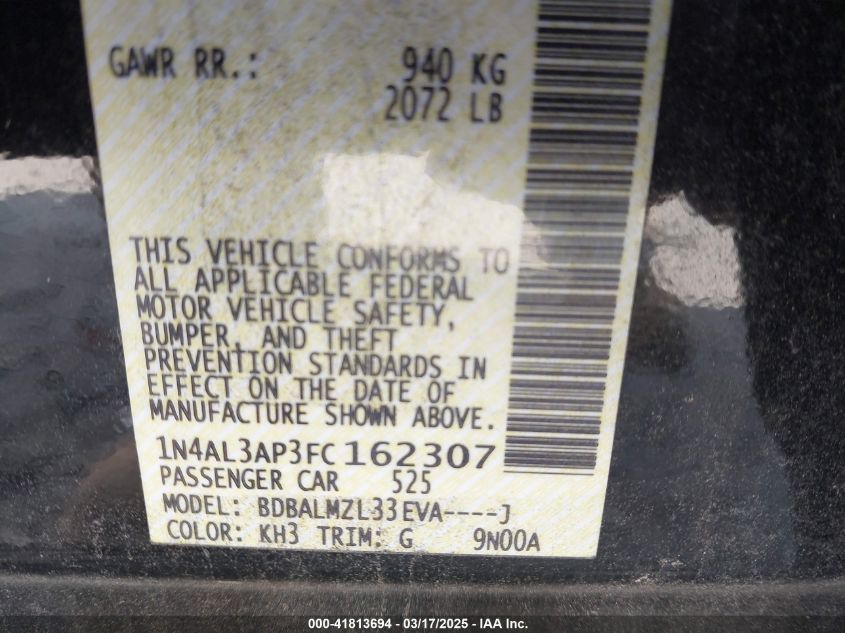 GAWR RR.: 940 KG
2072 LB
THIS VEHICLE CONFORMS TO
ALL APPLICABLE FEDERAL
MOTOR VEHICLE SAFETY,
BUMPER, AND THEFT
PREVENTION STANDARDS IN
EFFECT ON THE DATE OF
MANUFACTURE SHOWN ABOVE.
1N4AL3AP3FC162307
PASSENGER CAR 525
MODEL: BDBALMZL33EVA----J
COLOR: KH3 TRIM: G 9N00A
000-41813694 - 03/17/2025 - IAA Inc.